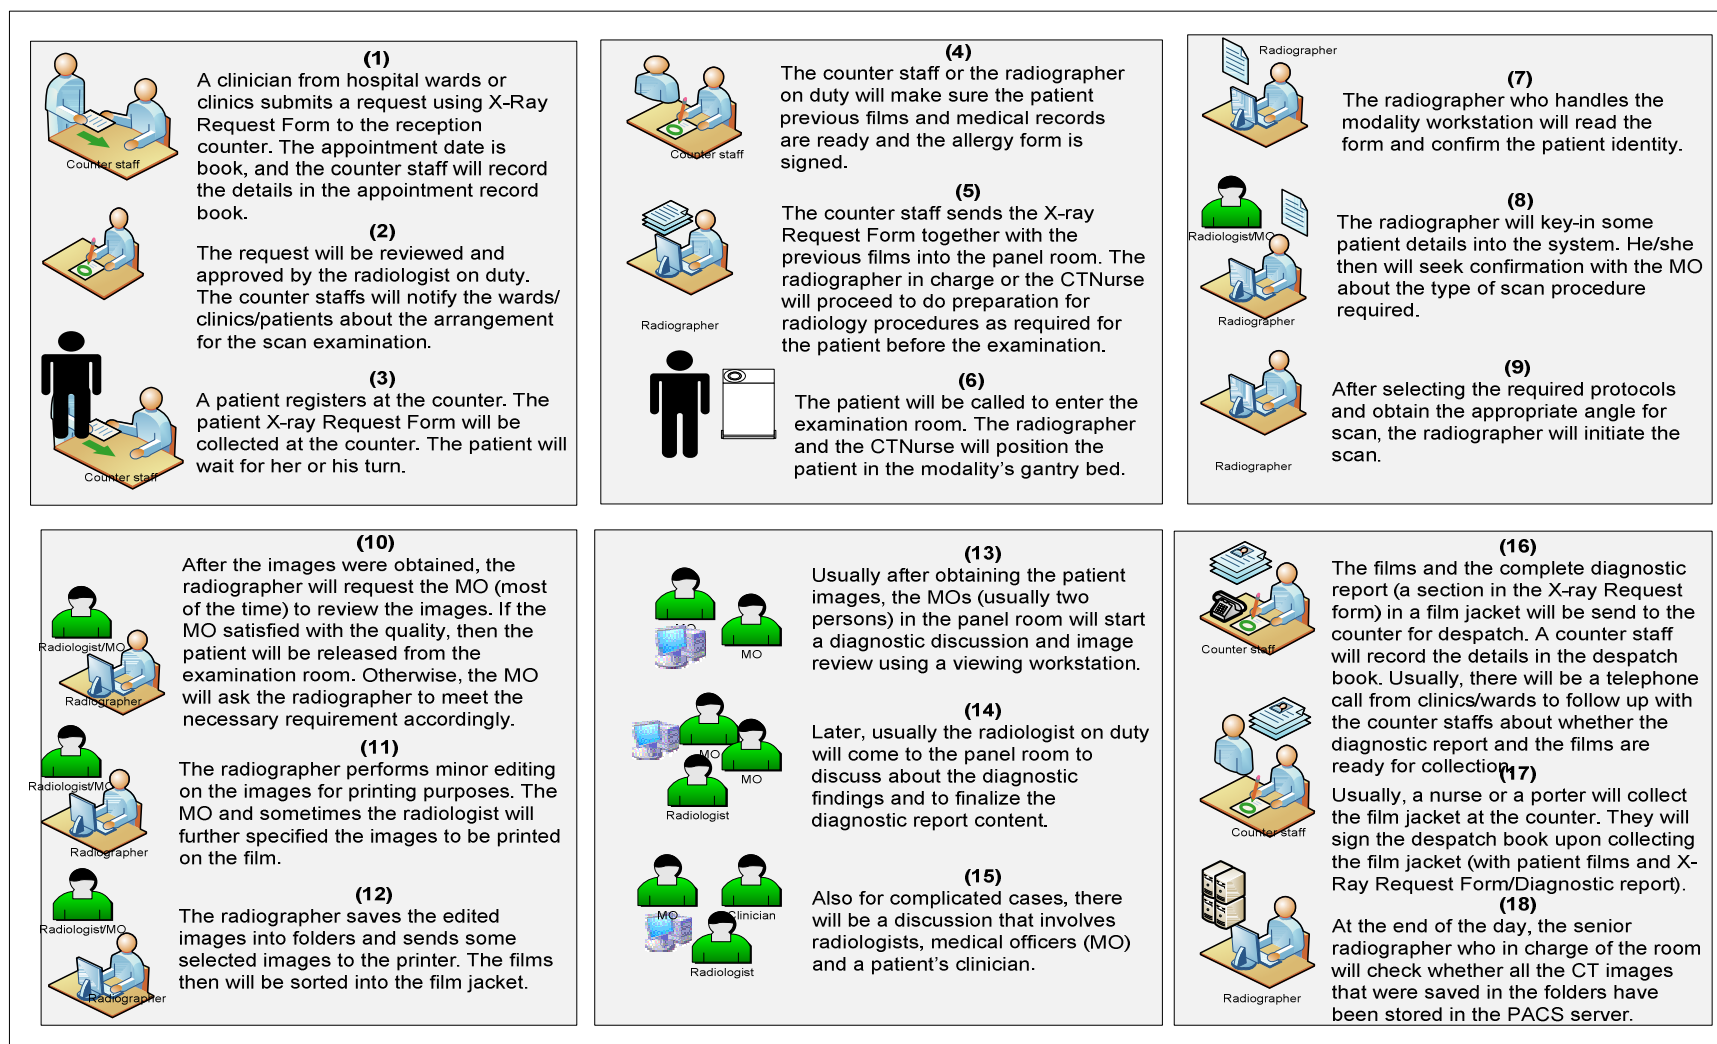 (1)
A clinician from hospital wards or
clinics submits a request using X-Ray
Request Form to the reception
counter. The appointment date is
book, and the counter staff will record
the details in the appointment record
book.
Counter staff
(2)
The request will be reviewed and
approved by the radiologist on duty.
The counter staffs will notify the wards/
clinics/patients about the arrangement
for the scan examination.
(3)
A patient registers at the counter. The
patient X-ray Request Form will be
collected at the counter. The patient will
wait for her or his turn.
Counter staff
(4)
The counter staff or the radiographer
on duty will make sure the patient
previous films and medical records
are ready and the allergy form is
signed.
Counter staff
(5)
The counter staff sends the X-ray
Request Form together with the
previous films into the panel room. The
radiographer in charge or the CTNurse
will proceed to do preparation for
radiology procedures as required for
the patient before the examination.
Radiographer
(6)
The patient will be called to enter the
examination room. The radiographer
and the CTNurse will position the
patient in the modality's gantry bed.
Radiographer
(7)
The radiographer who handles the
modality workstation will read the
form and confirm the patient identity.
(8)
The radiographer will key-in some
patient details into the system. He/she
then will seek confirmation with the MO
about the type of scan procedure
required.
Radiologist/MO
Radiographer
(9)
After selecting the required protocols
and obtain the appropriate angle for
scan, the radiographer will initiate the
scan.
Radiographer
(10)
After the images were obtained, the
radiographer will request the MO (most
of the time) to review the images. If the
MO satisfied with the quality, then the
patient will be released from the
examination room. Otherwise, the MO
will ask the radiographer to meet the
necessary requirement accordingly.
Radiologist/MO
Radiographer
(11)
The radiographer performs minor editing
on the images for printing purposes. The
MO and sometimes the radiologist will
further specified the images to be printed
on the film.
Radiologist/MO
Radiographer
(12)
The radiographer saves the edited
images into folders and sends some
selected images to the printer. The films
then will be sorted into the film jacket.
Radiologist/MO
Radiographer
(13)
Usually after obtaining the patient
images, the MOs (usually two
persons) in the panel room will start
a diagnostic discussion and image
review using a viewing workstation.
MO
MO
(14)
Later, usually the radiologist on duty
will come to the panel room to
discuss about the diagnostic
findings and to finalize the
diagnostic report content.
MO
MO
Radiologist
(15)
Also for complicated cases, there
will be a discussion that involves
radiologists, medical officers (MO)
and a patient's clinician.
MO
Clinician
Radiologist
(16)
The films and the complete diagnostic
report (a section in the X-ray Request
form) in a film jacket will be send to the
counter for despatch. A counter staff
will record the details in the despatch
book. Usually, there will be a telephone
call from clinics/wards to follow up with
the counter staffs about whether the
diagnostic report and the films are
ready for collection.
Counter staff
(17)
Usually, a nurse or a porter will collect
the film jacket at the counter. They will
sign the despatch book upon collecting
the film jacket (with patient films and X-
Ray Request Form/Diagnostic report).
Counter staff
(18)
At the end of the day, the senior
radiographer who in charge of the room
will check whether all the CT images
that were saved in the folders have
been stored in the PACS server.
Radiographer